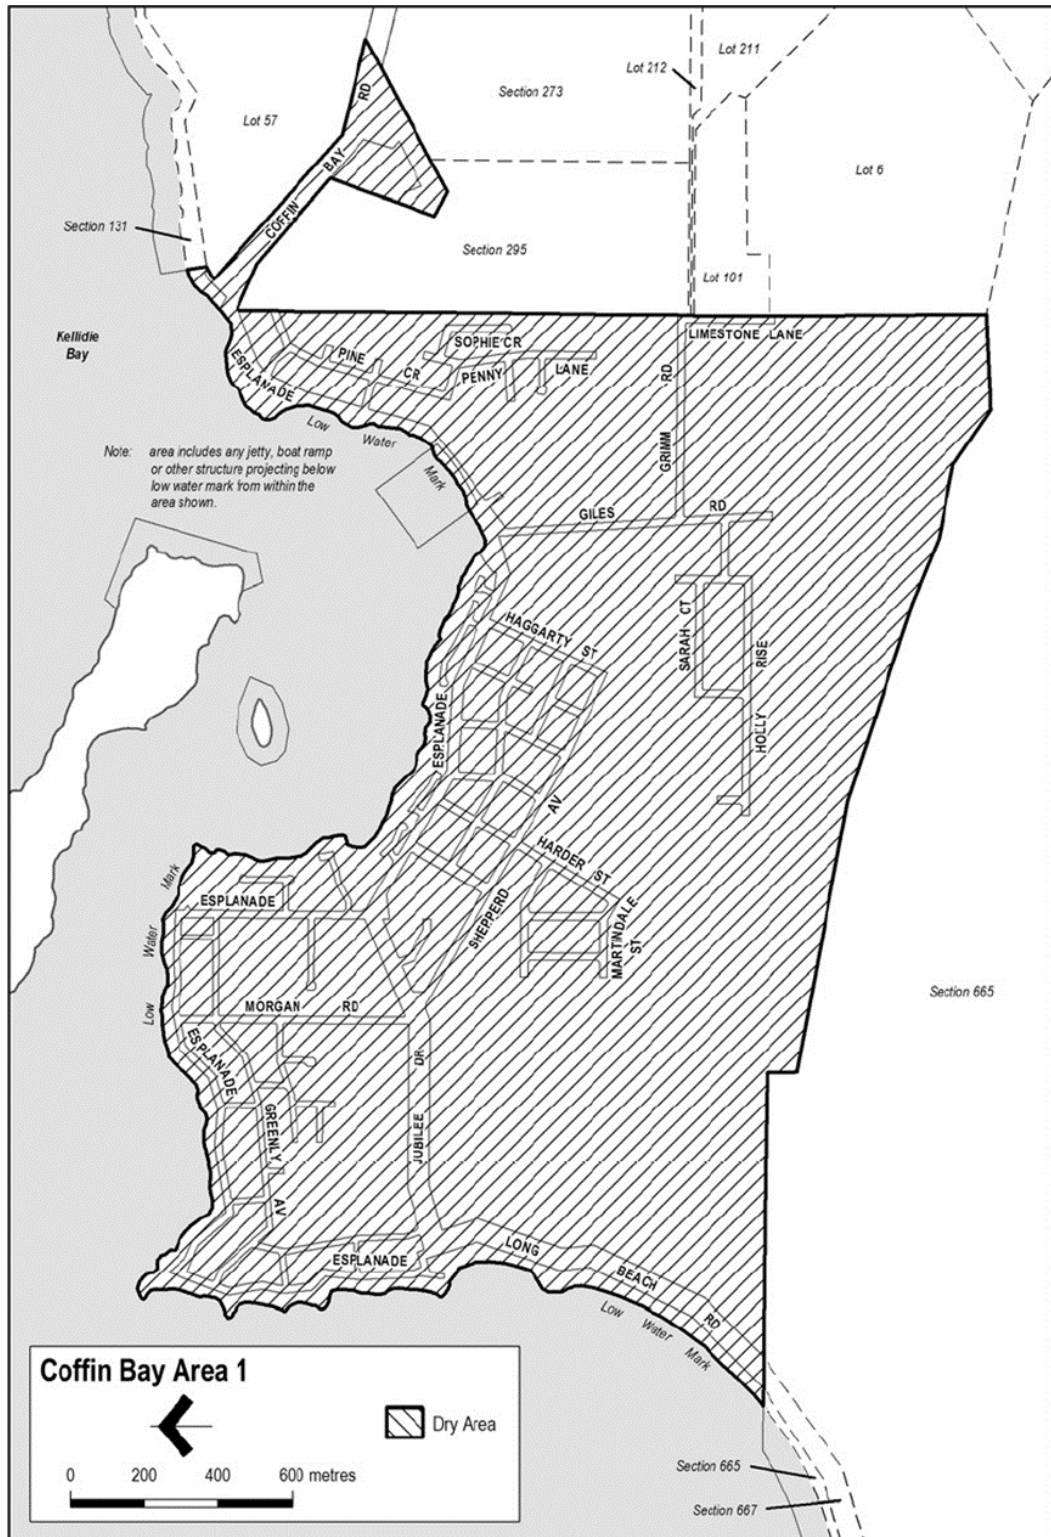 Lot 211
Lot 212
Section 273
RD
Lot 57
BAY
Lot 6
COFFIN
Section 131
Section 295
Lot 101
Kellidie
Bay
LIMESTONE LANE
SOPHIE CR
PINE
CR
PENNY
LANE
ESPLANADE
RD
GRIMM
Low
Water
Mark
Note: area includes any jetty, boat ramp
or other structure projecting below
low water mark from within the
area shown.
GILES
RD
HAGGARTY ST
SARAH CT
HOLLY
RISE
ESPLANADE
AV
HARDER ST
SHEPPERD
MARTINDALE
ST
Mark
Water
Low
ESPLANADE
Section 665
MORGAN
RD
ESPLANADE
GREENLY
AV
JUBILEE
DR
ESPLANADE
LONG
BEACH
RD
Low
Water
Mark
Coffin Bay Area 1
Dry Area
0 200 400 600 metres
Section 665
Section 667